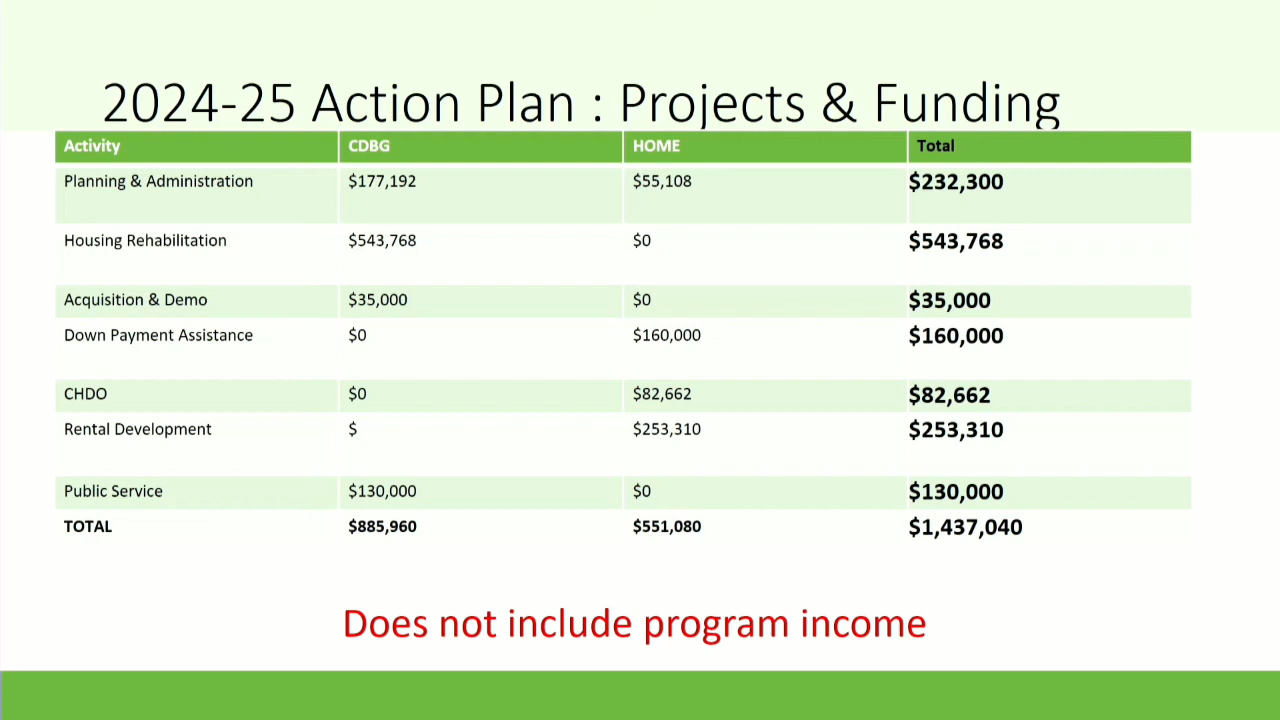 2024-25 Action Plan : Projects & Funding
Activity CDBG HOME Total
Planning & Administration $177,192 $55,108 $232,300
Housing Rehabilitation $543,768 $0 $543,768
Acquisition & Demo $35,000 $0 $35,000
Down Payment Assistance $0 $160,000 $160,000
CHDO $0 $82,662 $82,662
Rental Development $ $253,310 $253,310
Public Service $130,000 $0 $130,000
TOTAL $885,960 $551,080 $1,437,040
Does not include program income